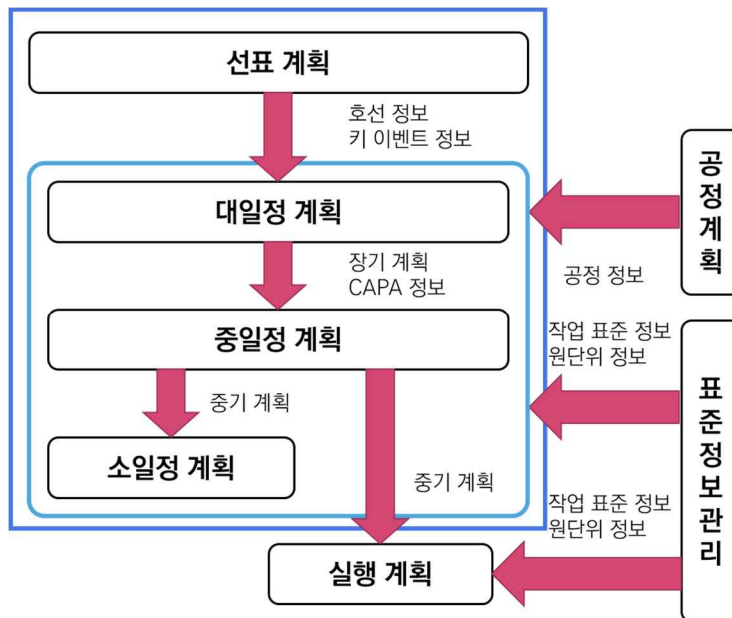 선표 계획
호선 정보
키 이벤트 정보
대일정 계획
장기 계획
CAPA 정보
중일정 계획
중기 계획
소일정 계획
중기 계획
실행 계획
공정계획
공정 정보
작업 표준 정보
원단위 정보
표준정보관리
작업 표준 정보
원단위 정보